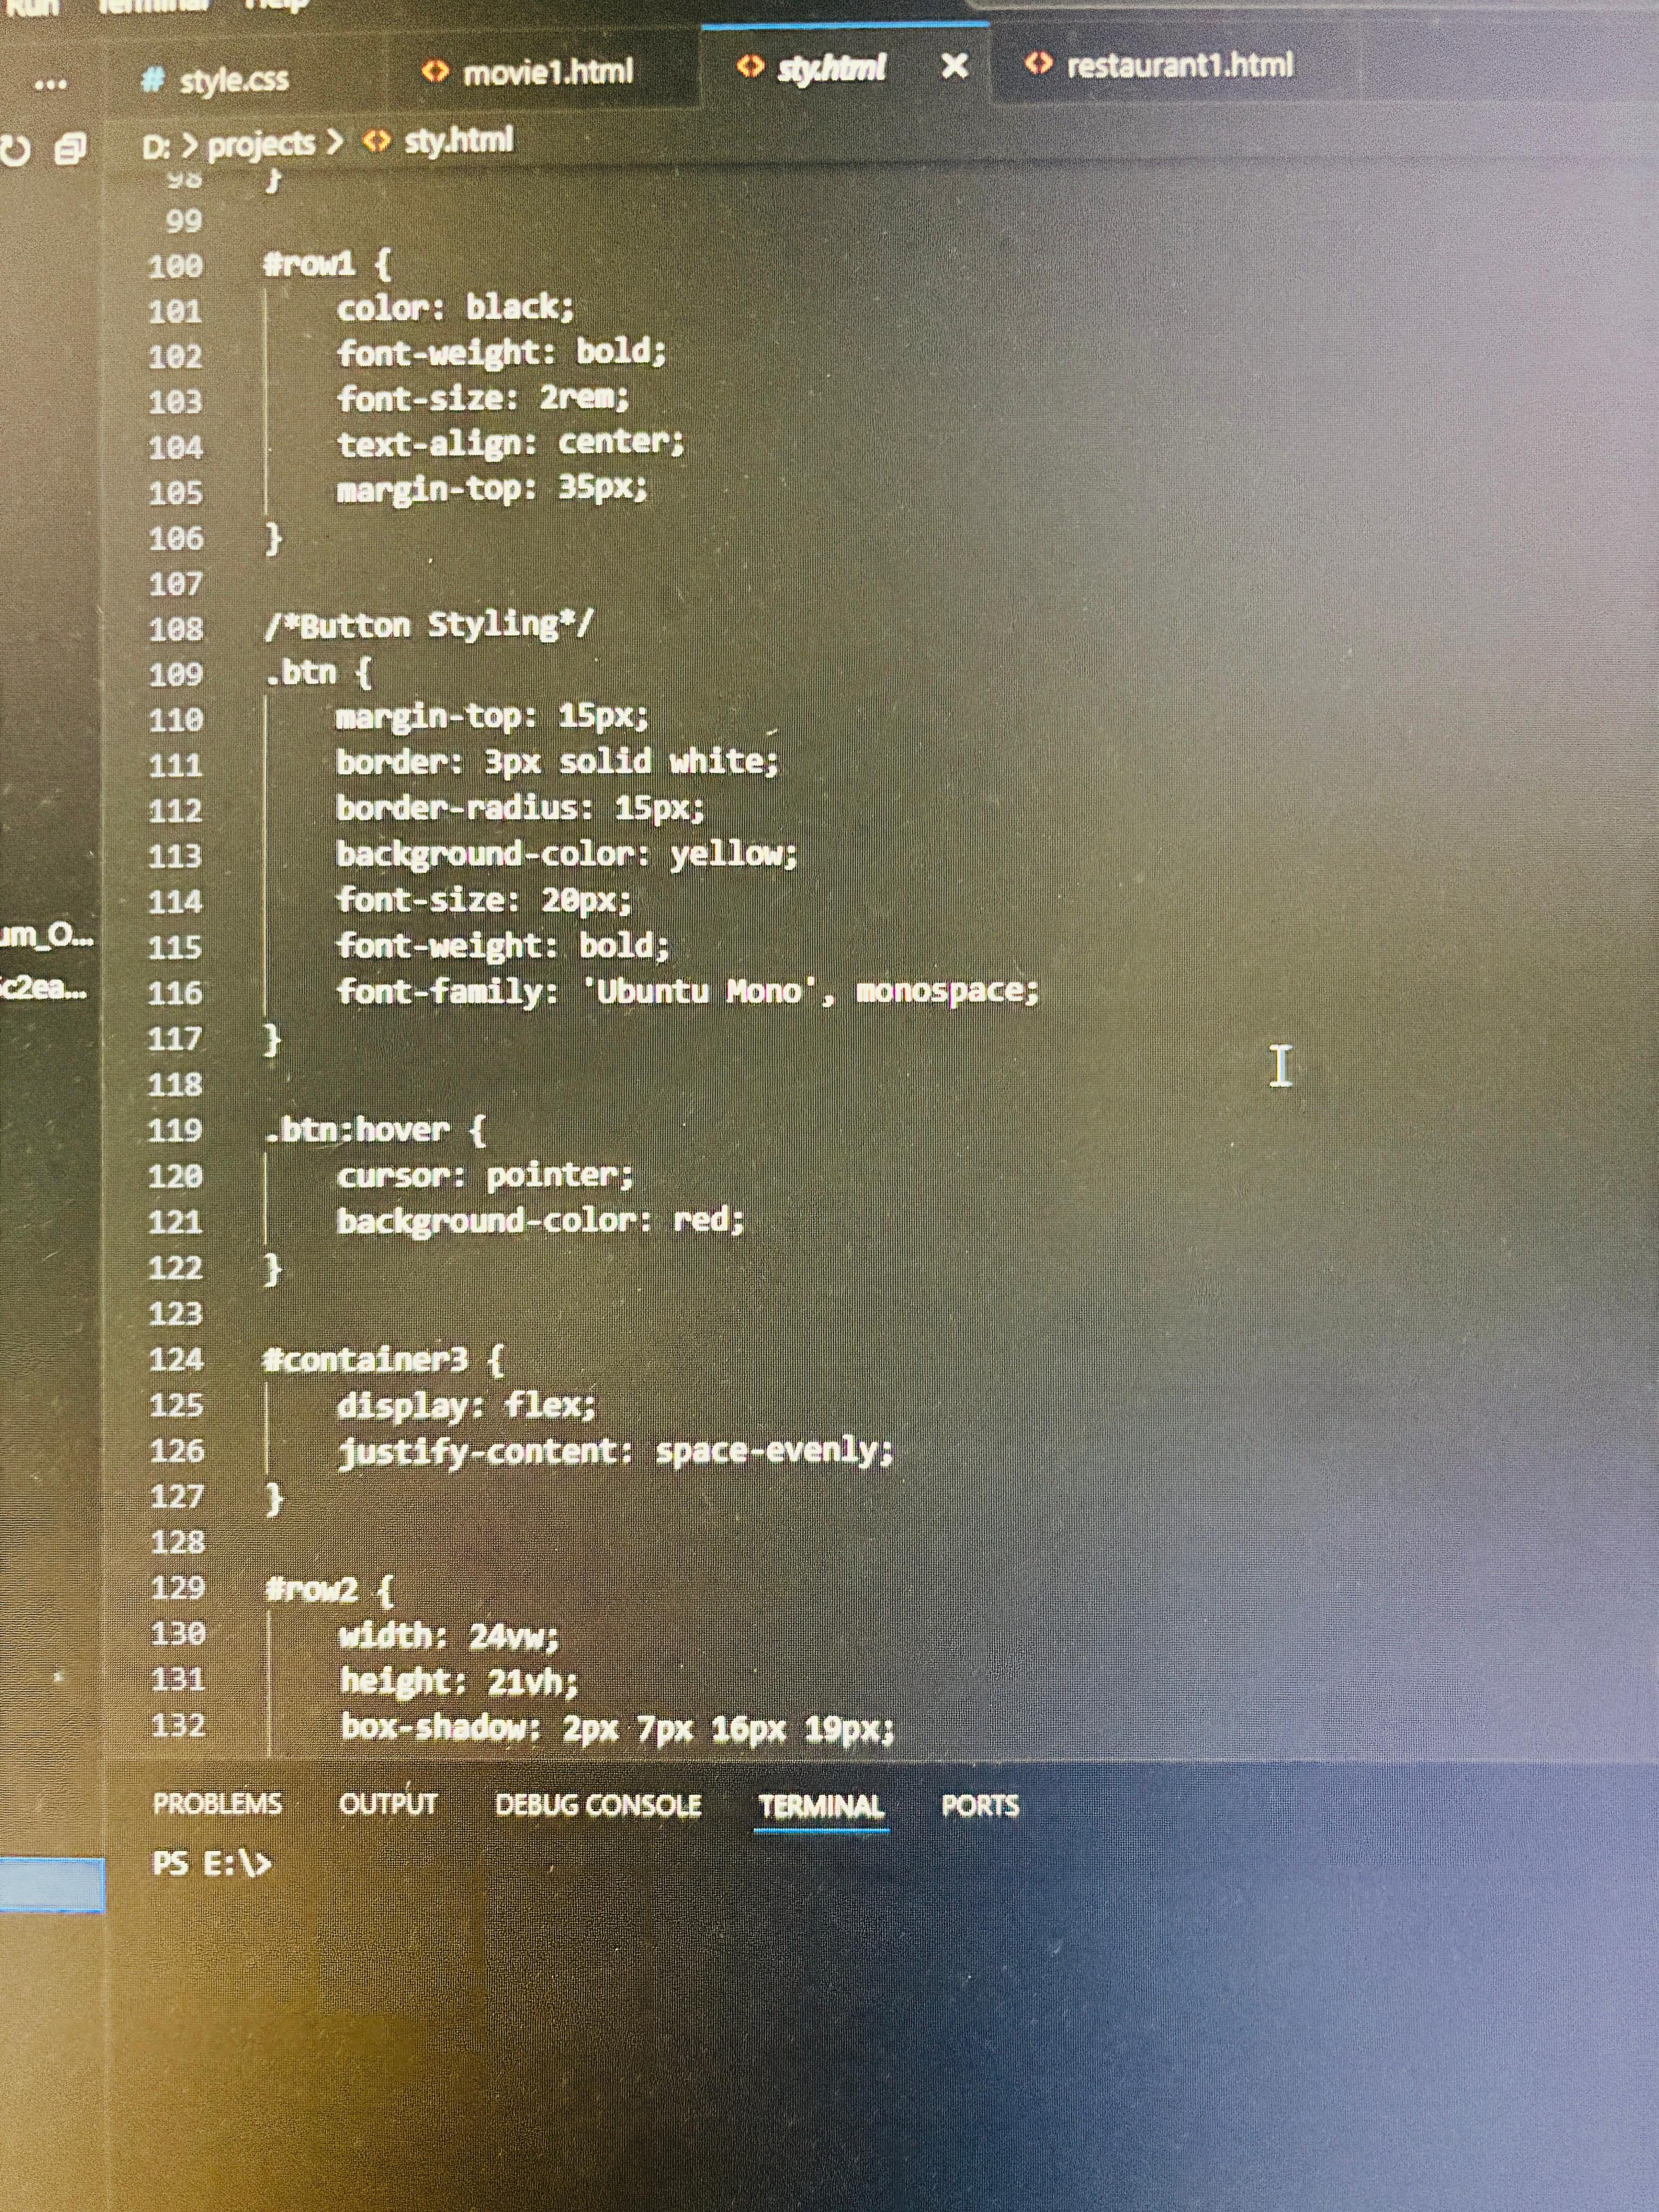 Run Terminal Help
... # style.css <> movie1.html <> sty.html X <> restaurant1.html
D: > projects > <> sty.html
98 }
99
100 #row1 {
101 color: black;
102 font-weight: bold;
103 font-size: 2rem;
104 text-align: center;
105 margin-top: 35px;
106 }
107
108 /*Button Styling*/
109 .btn {
110 margin-top: 15px;
111 border: 3px solid white;
112 border-radius: 15px;
113 background-color: yellow;
114 font-size: 20px;
um_O...
115 font-weight: bold;
c2ea...
116 font-family: 'Ubuntu Mono', monospace;
117 }
118
119 .btn:hover {
120 cursor: pointer;
121 background-color: red;
122 }
123
124 #container3 {
125 display: flex;
126 justify-content: space-evenly;
127 }
128
129 #row2 {
130 width: 24vw;
131 height: 21vh;
132 box-shadow: 2px 7px 16px 19px;
PROBLEMS OUTPUT DEBUG CONSOLE TERMINAL PORTS
PS E:\>